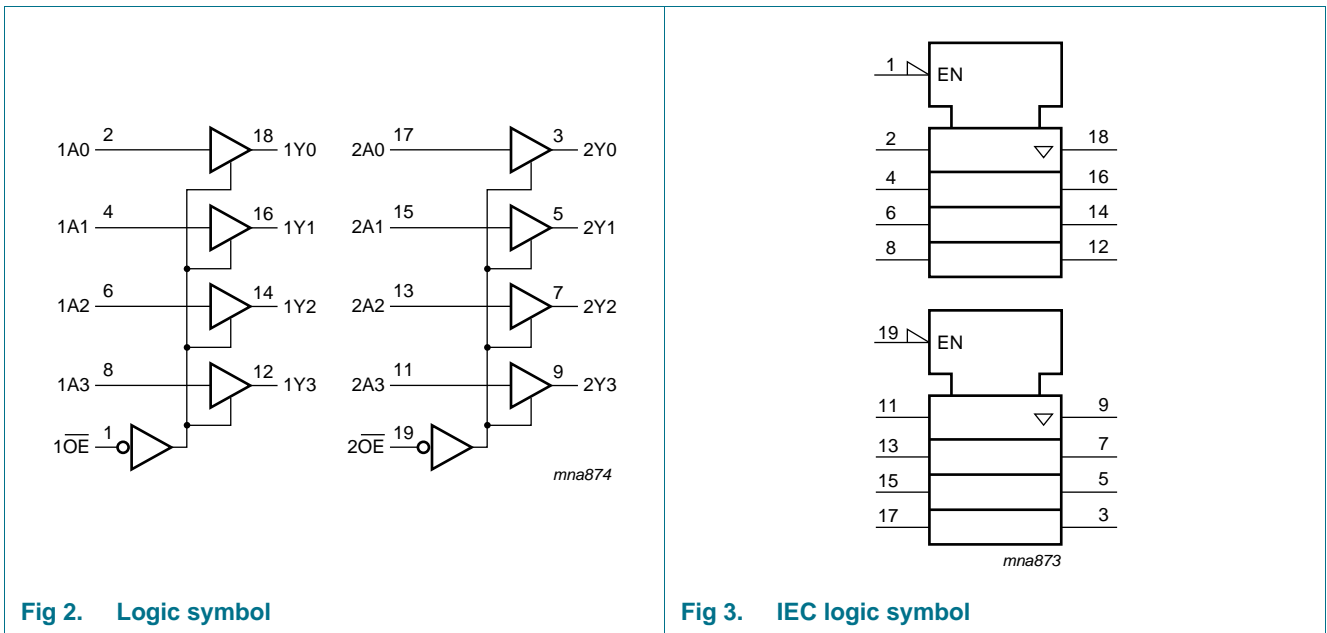 1A0 2 18 1Y0
1A1 4 16 1Y1
1A2 6 14 1Y2
1A3 8 12 1Y3
1O̅E̅ 1
2A0 17 3 2Y0
2A1 15 5 2Y1
2A2 13 7 2Y2
2A3 11 9 2Y3
2O̅E̅ 19
mna874
Fig 2. Logic symbol
1 EN
2 18
4 16
6 14
8 12
19 EN
11 9
13 7
15 5
17 3
mna873
Fig 3. IEC logic symbol